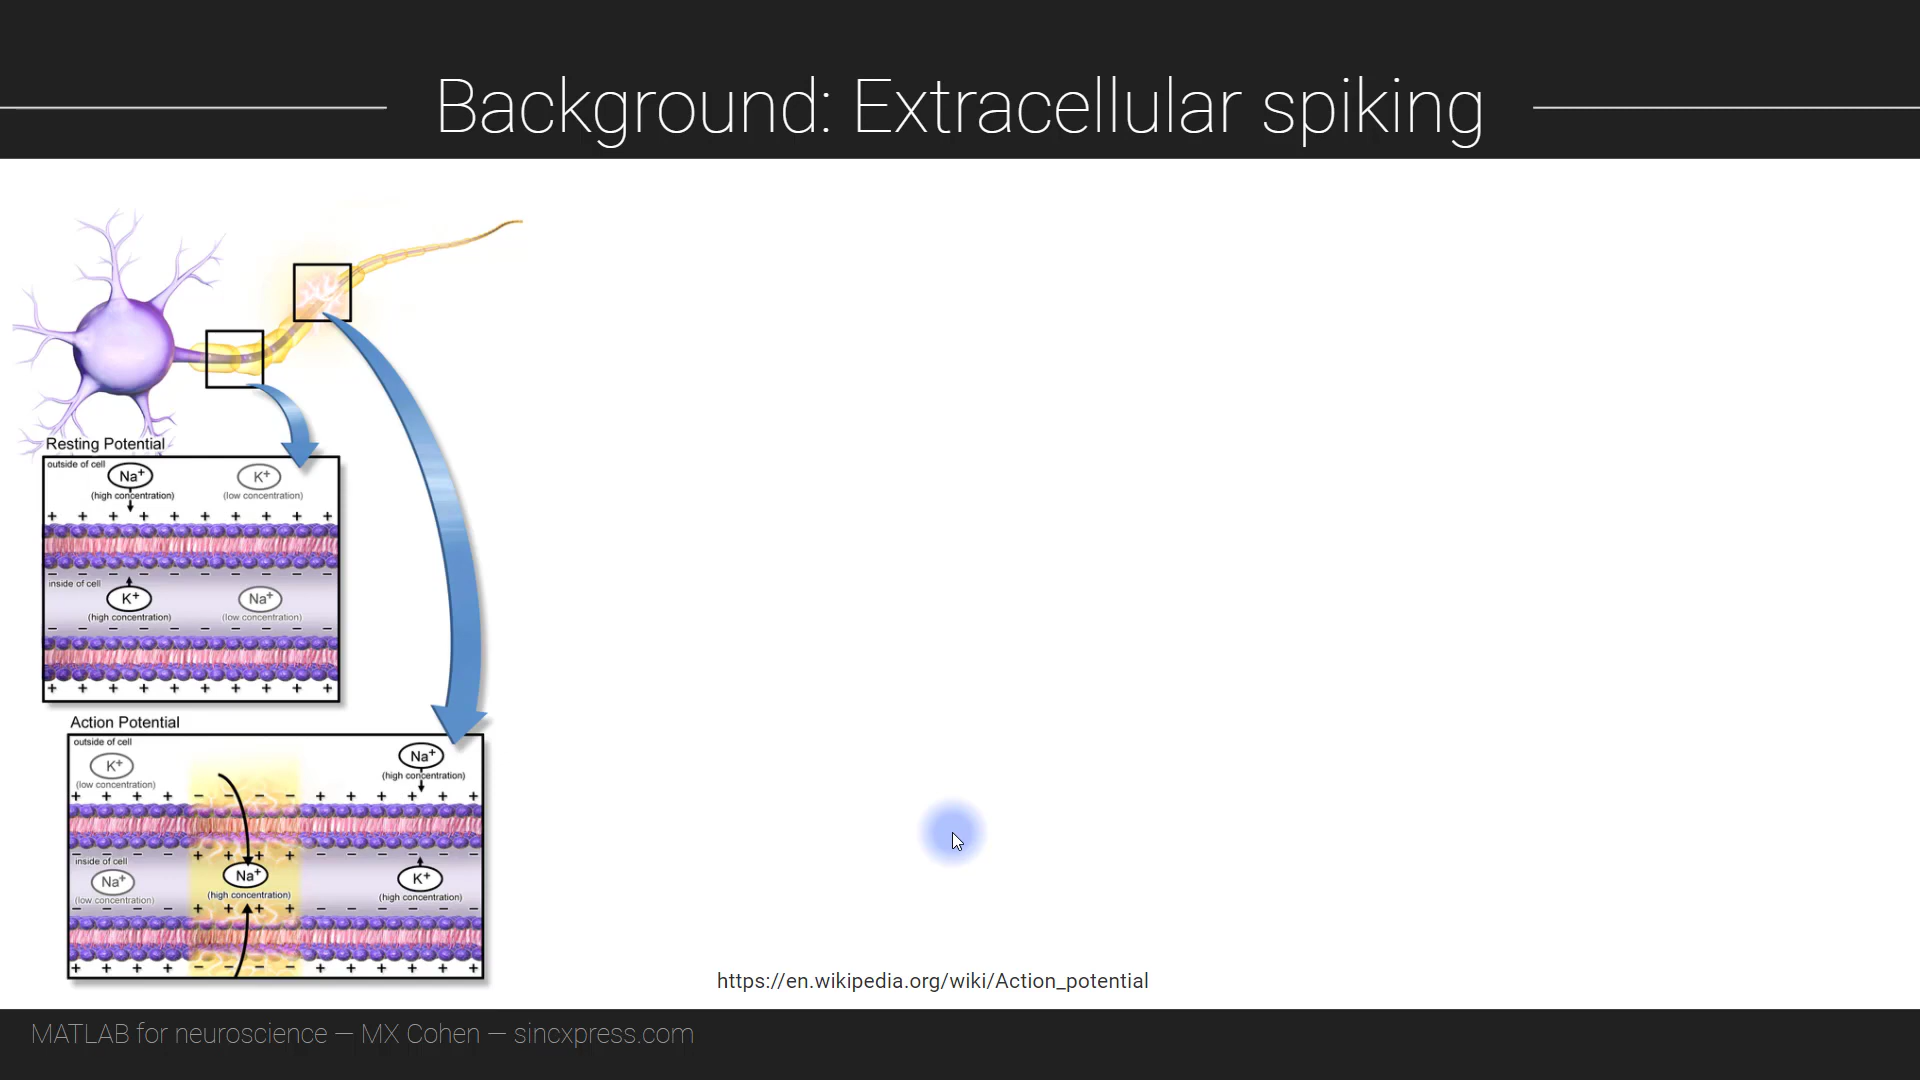 Background: Extracellular spiking
Resting Potential
outside of cell
Na+ K+
(high concentration) (low concentration)
+ + + + + + + + + +
− − − − − − − − − −
inside of cell
K+ Na+
(high concentration) (low concentration)
− − − − − − − − − −
+ + + + + + + + + +
Action Potential
outside of cell
K+ Na+
(low concentration) (high concentration)
+ + + + − − − − + + + + + +
− − − − + + + + − − − − − −
inside of cell
Na+ Na+ K+
(low concentration) (high concentration) (high concentration)
− − − − + + + + − − − − − −
+ + + + − − − − + + + + + +
https://en.wikipedia.org/wiki/Action_potential
MATLAB for neuroscience — MX Cohen — sincxpress.com